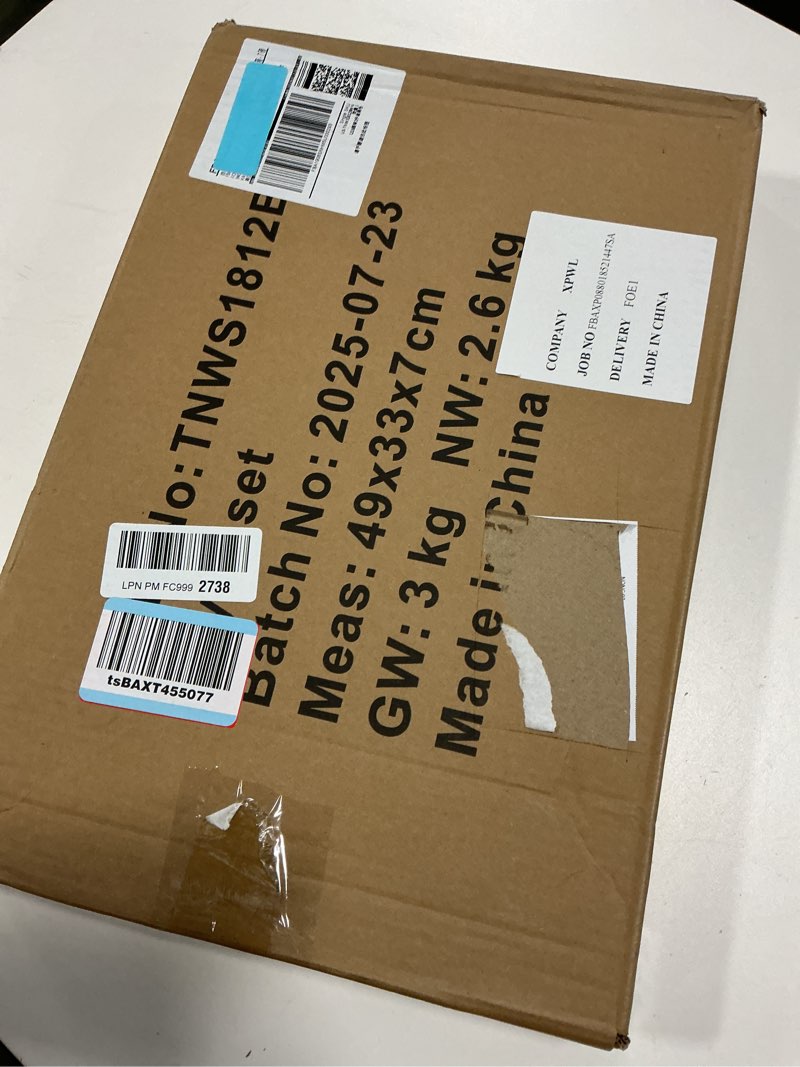 No: TNWS1812E
set
Batch No: 2025-07-23
Meas: 49x33x7cm
GW: 3 kg NW: 2.6 kg
Made in China
COMPANY XPWL
JOB NO FBAXP088018521447SA
DELIVERY FOE1
MADE IN CHINA
LPN PM FC999 2738
tsBAXT455077